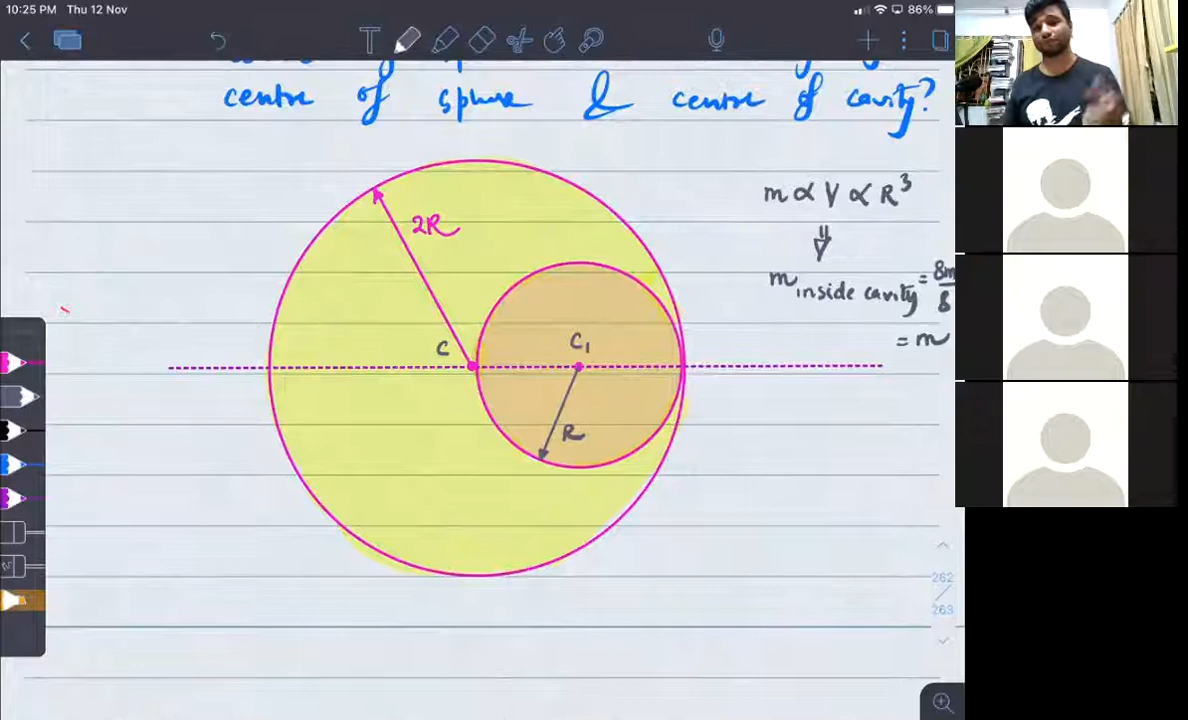 10:25 PM Thu 12 Nov
86%
centre of sphere & centre of cavity?
2R
C
C1
R
m ∝ V ∝ R³
⇓
m inside cavity = 8m/8
= m
262
263